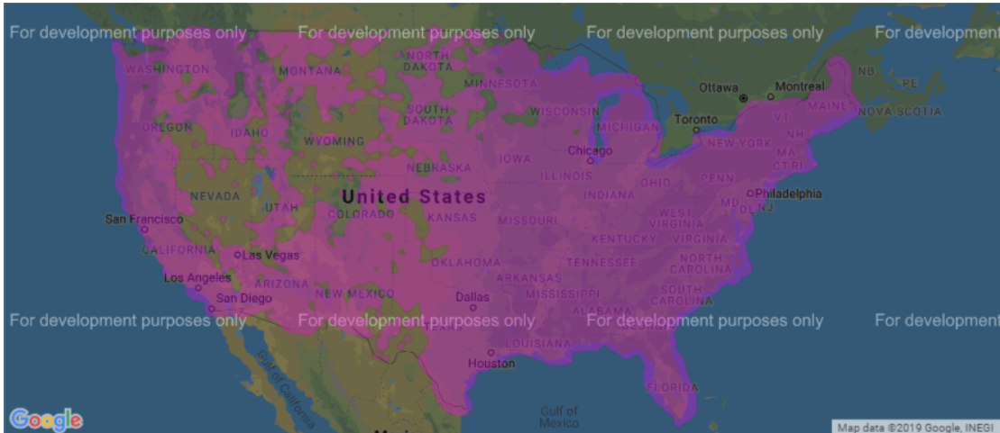 For development purposes only For development purposes only For development purposes only For development
WASHINGTON
MONTANA
NORTH
DAKOTA
MINNESOTA
Ottawa
Montreal
NB
PE
NOVA SCOTIA
MAINE
OREGON
IDAHO
SOUTH
DAKOTA
WISCONSIN
MICHIGAN
Toronto
VT
NH
WYOMING
Chicago
NEW YORK
MA
CT RI
NEBRASKA
IOWA
ILLINOIS
INDIANA
OHIO
PENN
NEVADA
UTAH
United States
COLORADO
KANSAS
MISSOURI
WEST
VIRGINIA
MD
DE
NJ
Philadelphia
San Francisco
CALIFORNIA
Las Vegas
KENTUCKY
VIRGINIA
Los Angeles
ARIZONA
NEW MEXICO
OKLAHOMA
ARKANSAS
TENNESSEE
NORTH
CAROLINA
San Diego
Dallas
MISSISSIPPI
ALABAMA
SOUTH
CAROLINA
For development purposes only For development purposes only For development purposes only For development
TEXAS
GEORGIA
LOUISIANA
Houston
FLORIDA
Gulf of California
Gulf of
Mexico
Google
Map data ©2019 Google, INEGI